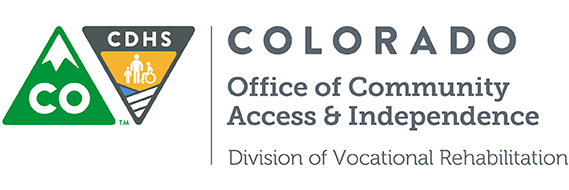 CO
TM
CDHS
COLORADO
Office of Community
Access & Independence
Division of Vocational Rehabilitation